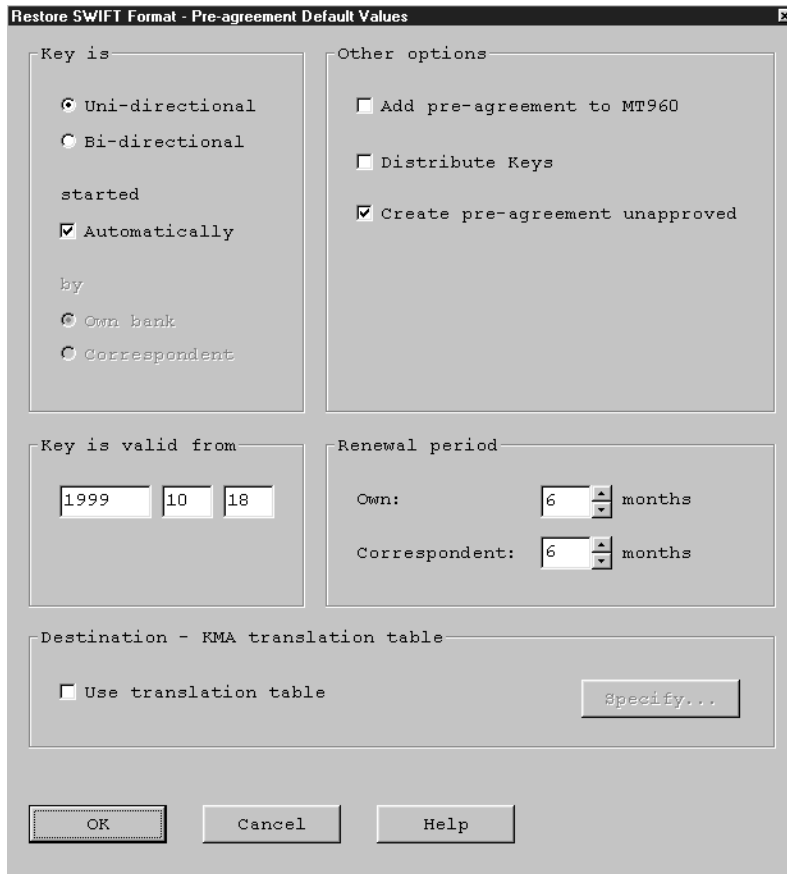 Restore SWIFT Format - Pre-agreement Default Values
Key is
Uni-directional
Bi-directional
started
Automatically
by
Own bank
Correspondent
Other options
Add pre-agreement to MT960
Distribute Keys
Create pre-agreement unapproved
Key is valid from
1999 10 18
Renewal period
Own: 6 months
Correspondent: 6 months
Destination - KMA translation table
Use translation table
Specify...
OK Cancel Help